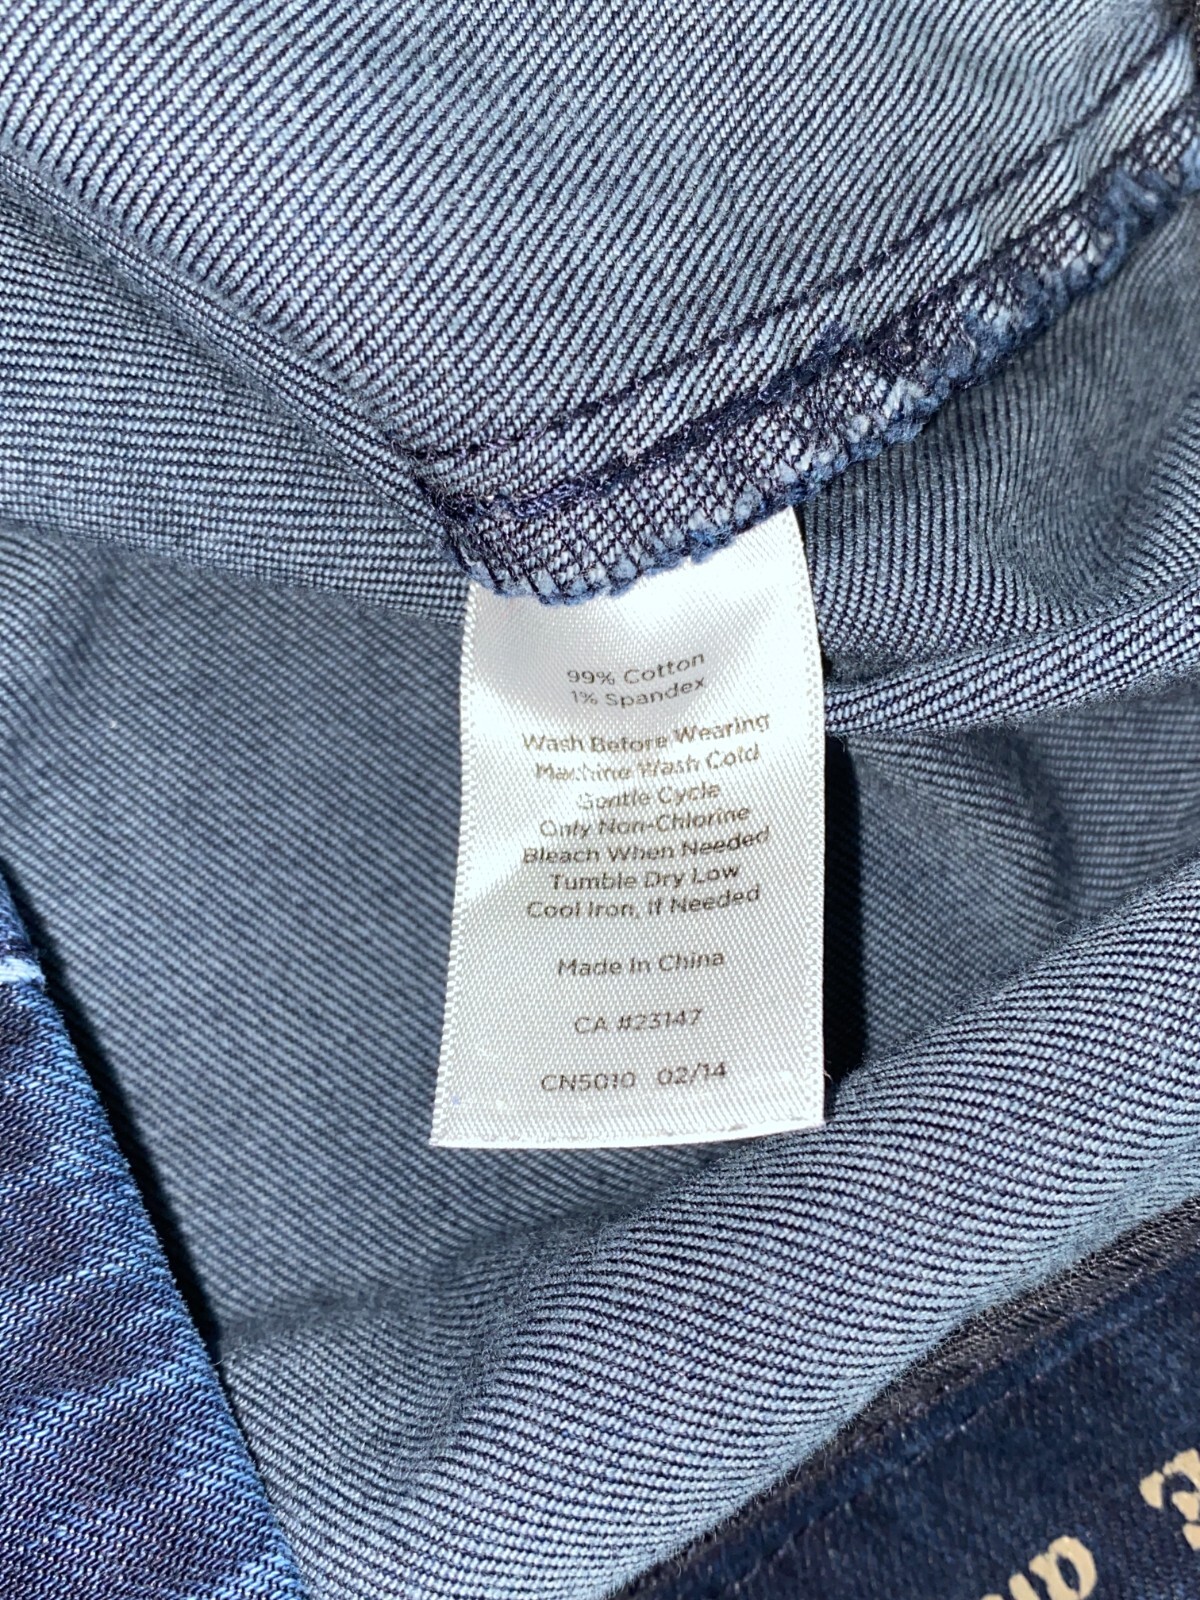 99% Cotton
1% Spandex
Wash Before Wearing
Machine Wash Cold
Gentle Cycle
Only Non-Chlorine
Bleach When Needed
Tumble Dry Low
Cool Iron, If Needed
Made In China
CA #23147
CN5010 02/14